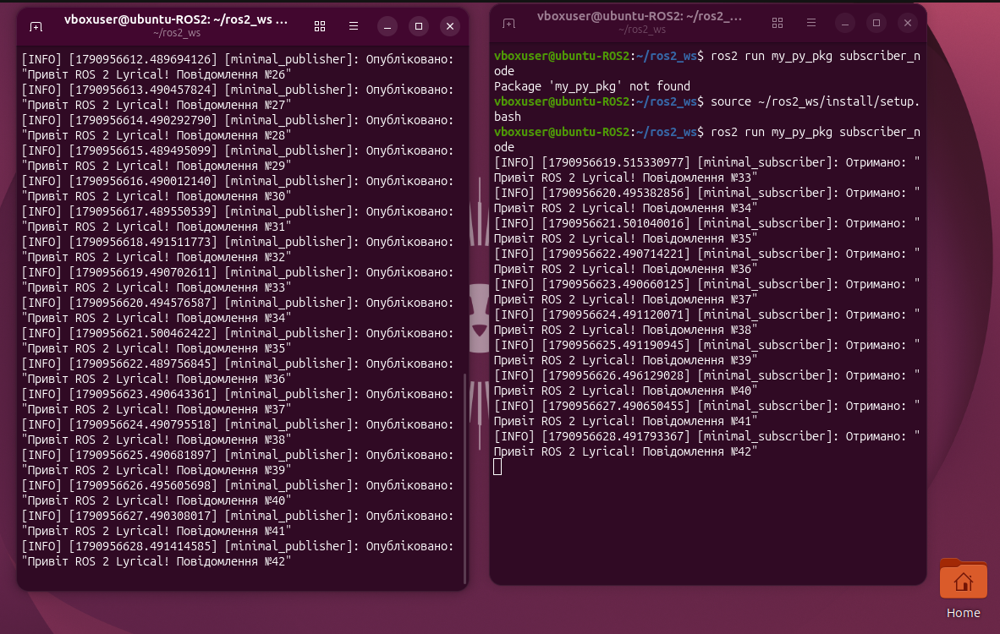 vboxuser@ubuntu-ROS2: ~/ros2_ws ...
~/ros2_ws
[INFO] [1790956612.489694126] [minimal_publisher]: Опубліковано:
"Привіт ROS 2 Lyrical! Повідомлення №26"
[INFO] [1790956613.490457824] [minimal_publisher]: Опубліковано:
"Привіт ROS 2 Lyrical! Повідомлення №27"
[INFO] [1790956614.490292790] [minimal_publisher]: Опубліковано:
"Привіт ROS 2 Lyrical! Повідомлення №28"
[INFO] [1790956615.489495099] [minimal_publisher]: Опубліковано:
"Привіт ROS 2 Lyrical! Повідомлення №29"
[INFO] [1790956616.490012140] [minimal_publisher]: Опубліковано:
"Привіт ROS 2 Lyrical! Повідомлення №30"
[INFO] [1790956617.489550539] [minimal_publisher]: Опубліковано:
"Привіт ROS 2 Lyrical! Повідомлення №31"
[INFO] [1790956618.491511773] [minimal_publisher]: Опубліковано:
"Привіт ROS 2 Lyrical! Повідомлення №32"
[INFO] [1790956619.490702611] [minimal_publisher]: Опубліковано:
"Привіт ROS 2 Lyrical! Повідомлення №33"
[INFO] [1790956620.494576587] [minimal_publisher]: Опубліковано:
"Привіт ROS 2 Lyrical! Повідомлення №34"
[INFO] [1790956621.500462422] [minimal_publisher]: Опубліковано:
"Привіт ROS 2 Lyrical! Повідомлення №35"
[INFO] [1790956622.489756845] [minimal_publisher]: Опубліковано:
"Привіт ROS 2 Lyrical! Повідомлення №36"
[INFO] [1790956623.490643361] [minimal_publisher]: Опубліковано:
"Привіт ROS 2 Lyrical! Повідомлення №37"
[INFO] [1790956624.490795518] [minimal_publisher]: Опубліковано:
"Привіт ROS 2 Lyrical! Повідомлення №38"
[INFO] [1790956625.490681897] [minimal_publisher]: Опубліковано:
"Привіт ROS 2 Lyrical! Повідомлення №39"
[INFO] [1790956626.495605698] [minimal_publisher]: Опубліковано:
"Привіт ROS 2 Lyrical! Повідомлення №40"
[INFO] [1790956627.490308017] [minimal_publisher]: Опубліковано:
"Привіт ROS 2 Lyrical! Повідомлення №41"
[INFO] [1790956628.491414585] [minimal_publisher]: Опубліковано:
"Привіт ROS 2 Lyrical! Повідомлення №42"
vboxuser@ubuntu-ROS2: ~/ros2_...
~/ros2_ws
vboxuser@ubuntu-ROS2:~/ros2_ws$ ros2 run my_py_pkg subscriber_n
ode
Package 'my_py_pkg' not found
vboxuser@ubuntu-ROS2:~/ros2_ws$ source ~/ros2_ws/install/setup.
bash
vboxuser@ubuntu-ROS2:~/ros2_ws$ ros2 run my_py_pkg subscriber_n
ode
[INFO] [1790956619.515330977] [minimal_subscriber]: Отримано: "
Привіт ROS 2 Lyrical! Повідомлення №33"
[INFO] [1790956620.495382856] [minimal_subscriber]: Отримано: "
Привіт ROS 2 Lyrical! Повідомлення №34"
[INFO] [1790956621.501040016] [minimal_subscriber]: Отримано: "
Привіт ROS 2 Lyrical! Повідомлення №35"
[INFO] [1790956622.490714221] [minimal_subscriber]: Отримано: "
Привіт ROS 2 Lyrical! Повідомлення №36"
[INFO] [1790956623.490660125] [minimal_subscriber]: Отримано: "
Привіт ROS 2 Lyrical! Повідомлення №37"
[INFO] [1790956624.491120071] [minimal_subscriber]: Отримано: "
Привіт ROS 2 Lyrical! Повідомлення №38"
[INFO] [1790956625.491190945] [minimal_subscriber]: Отримано: "
Привіт ROS 2 Lyrical! Повідомлення №39"
[INFO] [1790956626.496129028] [minimal_subscriber]: Отримано: "
Привіт ROS 2 Lyrical! Повідомлення №40"
[INFO] [1790956627.490650455] [minimal_subscriber]: Отримано: "
Привіт ROS 2 Lyrical! Повідомлення №41"
[INFO] [1790956628.491793367] [minimal_subscriber]: Отримано: "
Привіт ROS 2 Lyrical! Повідомлення №42"
Home